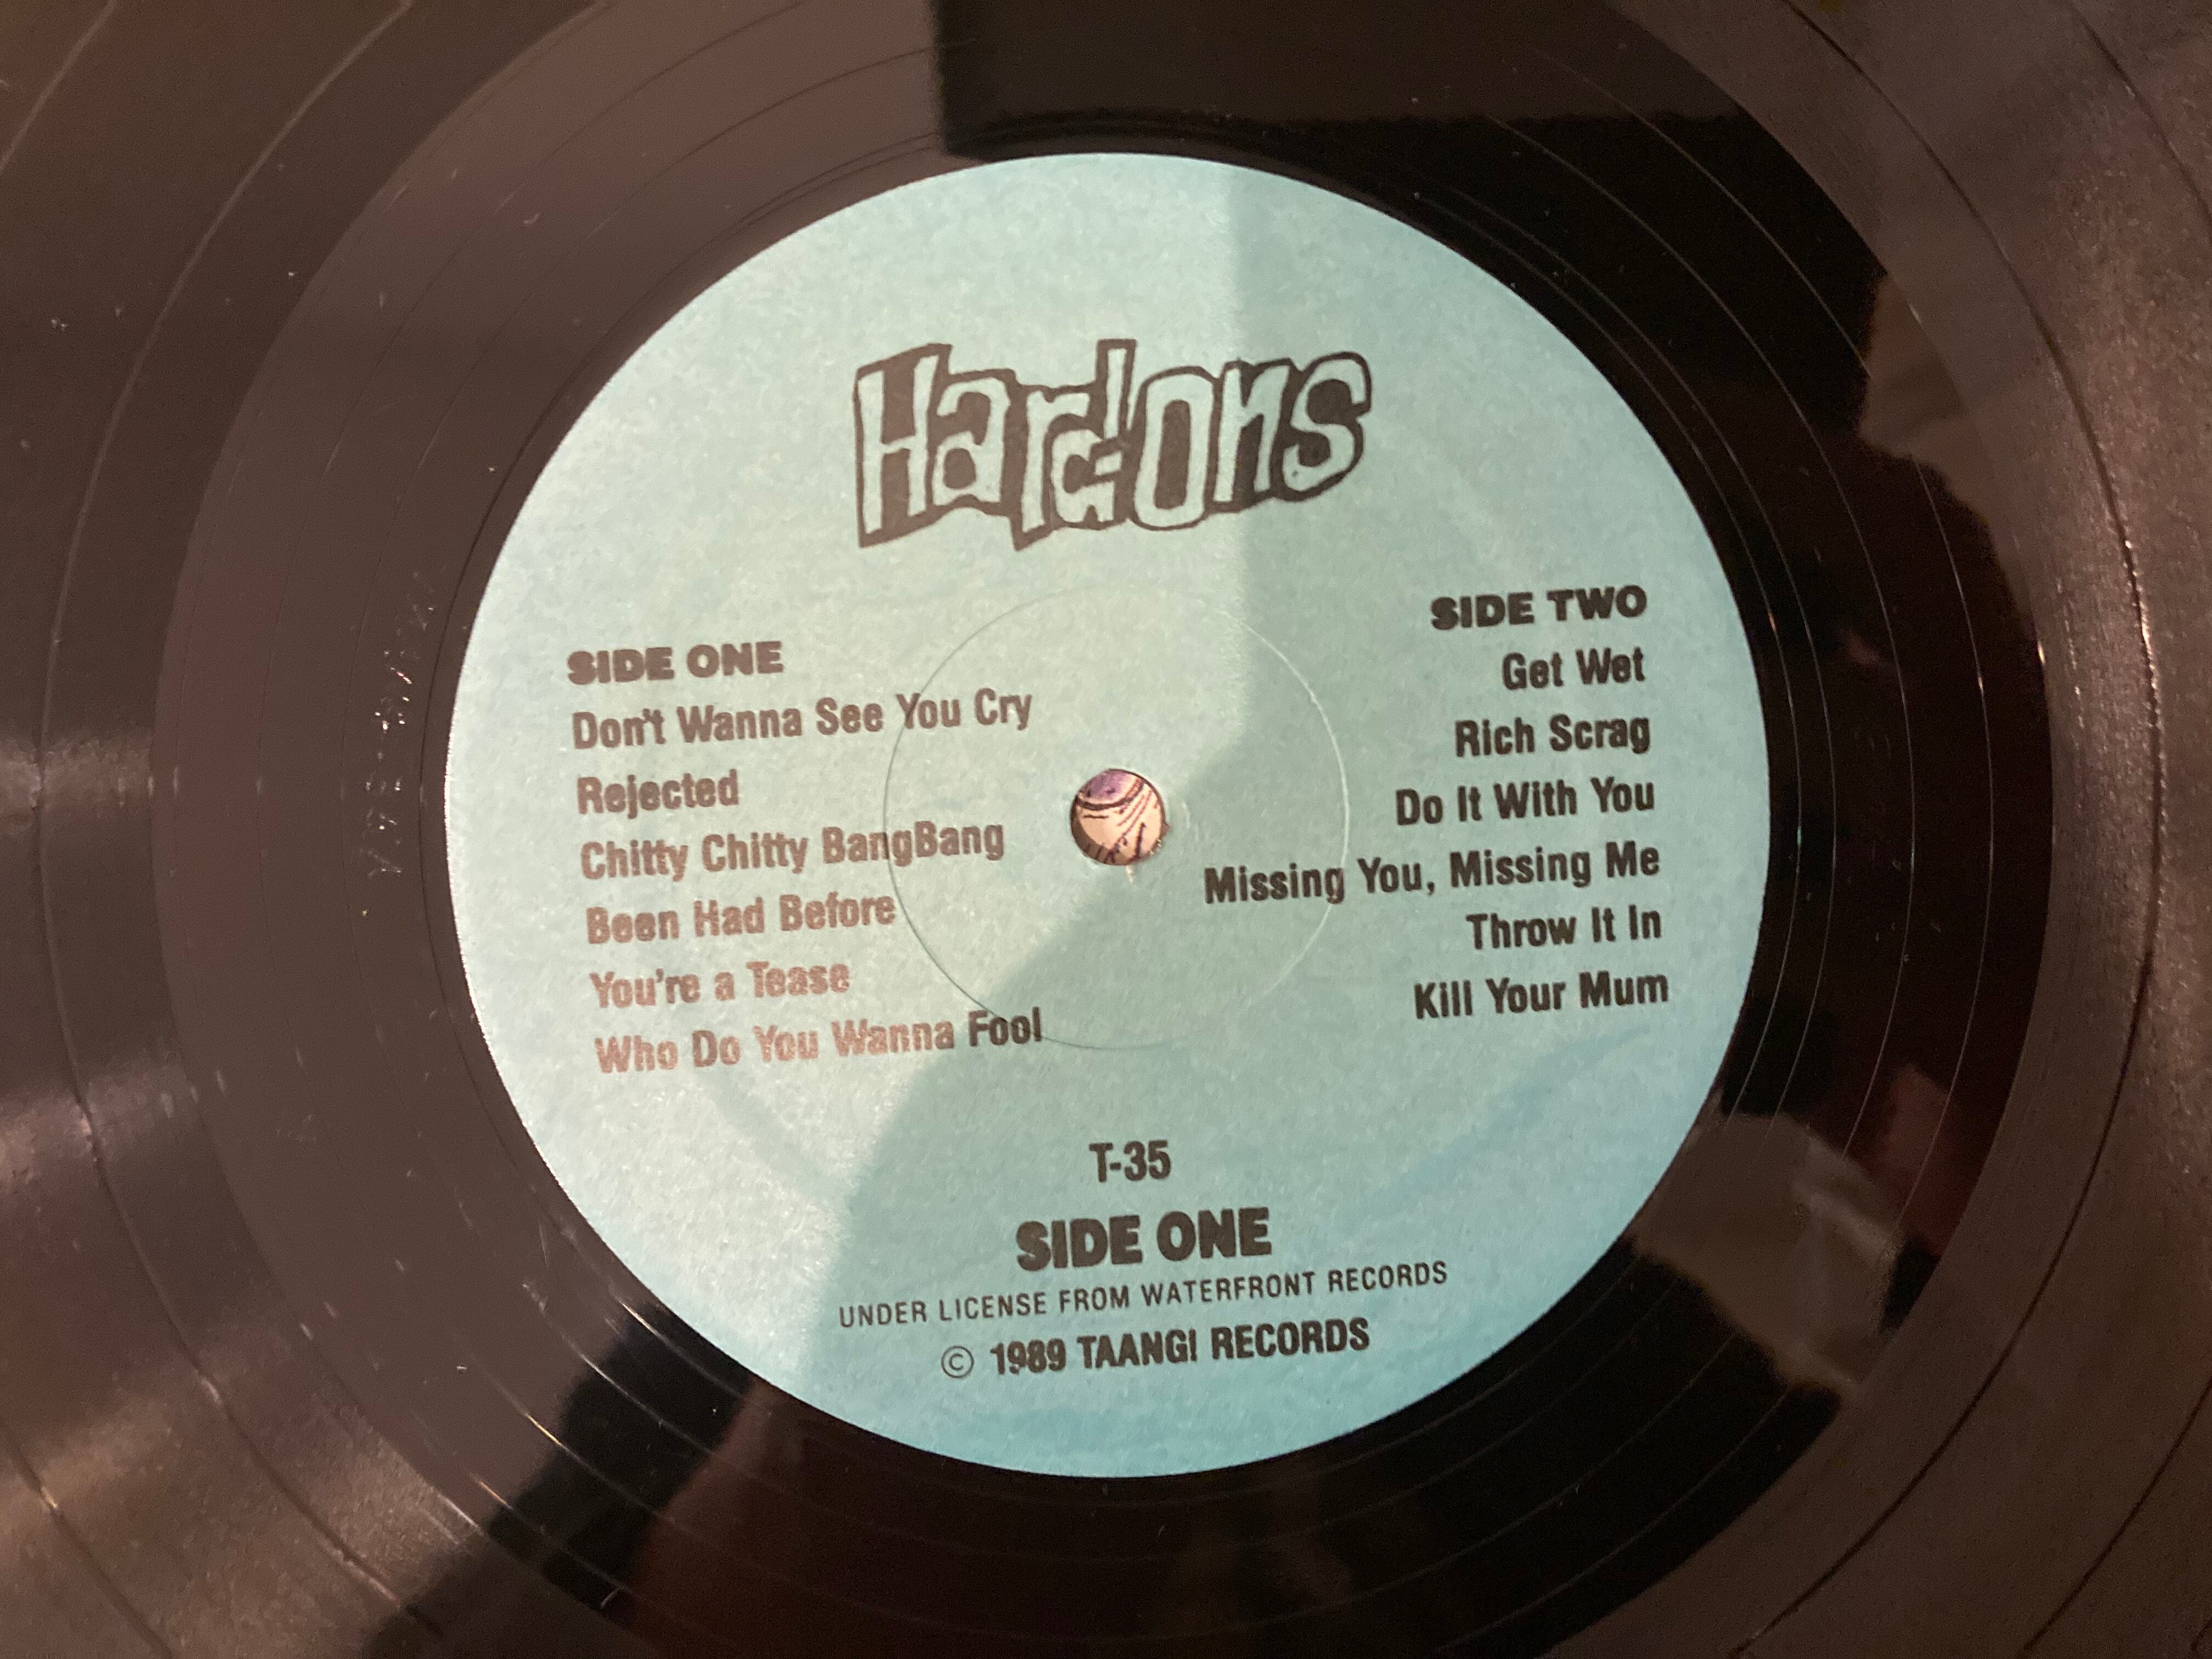 Hard-ons
SIDE ONE
Don't Wanna See You Cry
Rejected
Chitty Chitty BangBang
Been Had Before
You're a Tease
Who Do You Wanna Fool
SIDE TWO
Get Wet
Rich Scrag
Do It With You
Missing You, Missing Me
Throw It In
Kill Your Mum
T-35
SIDE ONE
UNDER LICENSE FROM WATERFRONT RECORDS
© 1989 TAANG! RECORDS